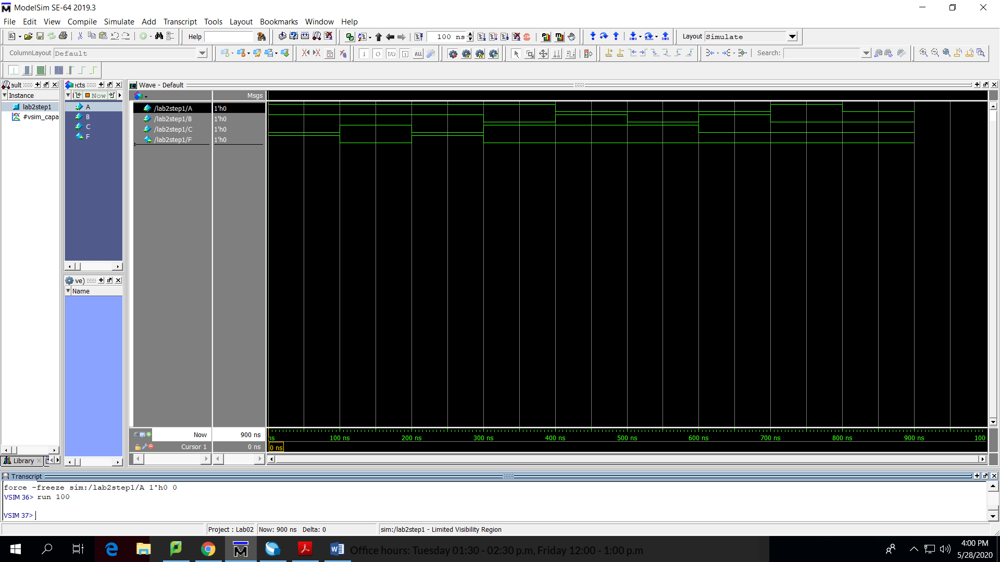 ModelSim SE-64 2019.3
File Edit View Compile Simulate Add Transcript Tools Layout Bookmarks Window Help
Help 100 ns Layout Simulate
ColumnLayout Default I/O ALL Search:
ault ects Wave - Default
Instance Now Msgs
lab2step1 A /lab2step1/A 1'h0
#vsim_capa B /lab2step1/B 1'h0
C /lab2step1/C 1'h0
F /lab2step1/F 1'h0
ve)
Name
Now 900 ns ns 100 ns 200 ns 300 ns 400 ns 500 ns 600 ns 700 ns 800 ns 900 ns 100
Cursor 1 0 ns 0 ns
Library
Transcript
force -freeze sim:/lab2step1/A 1'h0 0
VSIM 36> run 100
VSIM 37>
Project : Lab02 Now: 900 ns Delta: 0 sim:/lab2step1 - Limited Visibility Region
Office hours: Tuesday 01:30 - 02:30 p.m, Friday 12:00 - 1:00 p.m
4:00 PM
5/28/2020